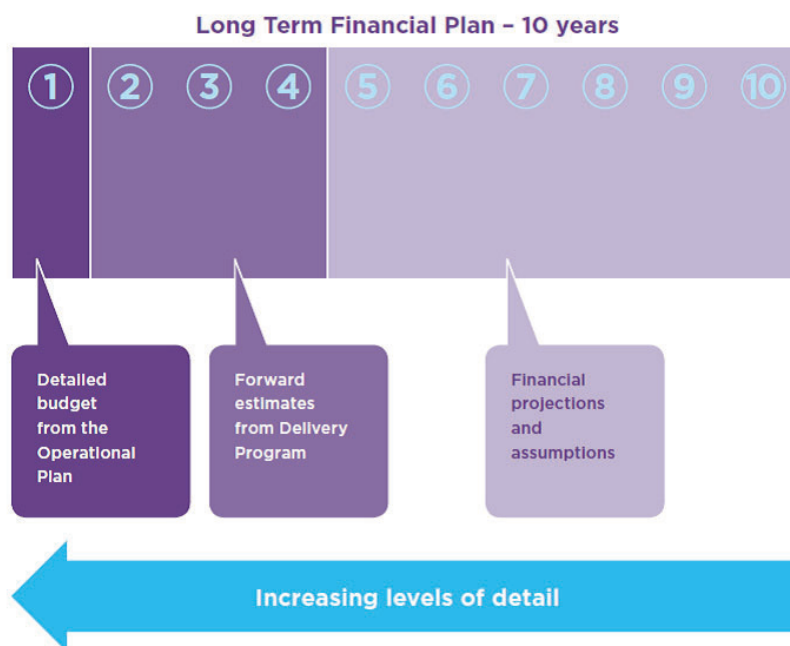 Long Term Financial Plan – 10 years
1 2 3 4 5 6 7 8 9 10
Detailed
budget
from the
Operational
Plan
Forward
estimates
from Delivery
Program
Financial
projections
and
assumptions
Increasing levels of detail